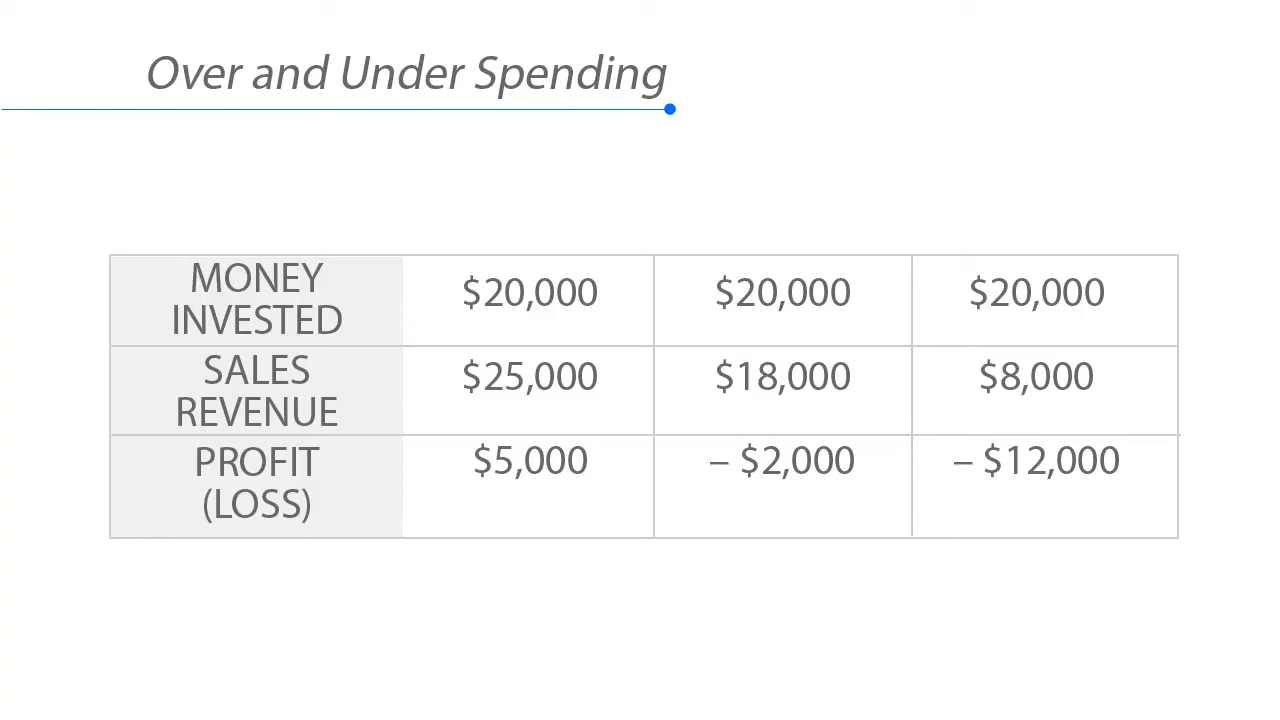 Over and Under Spending
MONEY
INVESTED
$20,000
$20,000
$20,000
SALES
REVENUE
$25,000
$18,000
$8,000
PROFIT
(LOSS)
$5,000
– $2,000
– $12,000